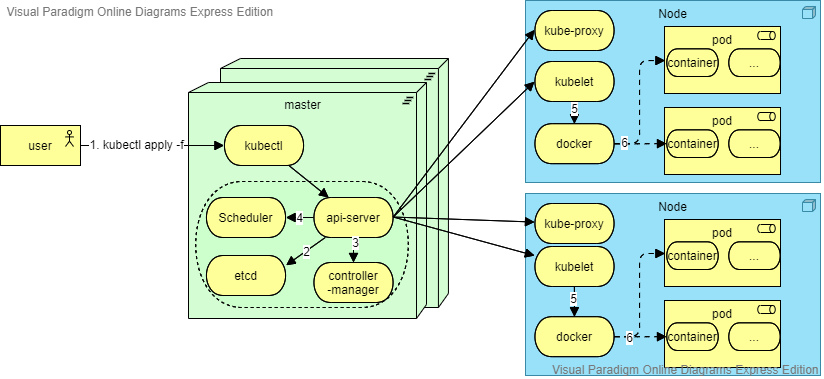 Visual Paradigm Online Diagrams Express Edition
user
1. kubectl apply -f
master
kubectl
Scheduler
4
api-server
2
3
etcd
controller
-manager
Node
kube-proxy
kubelet
5
docker
6
pod
container
...
pod
container
...
Node
kube-proxy
kubelet
5
docker
6
pod
container
...
pod
container
...
Visual Paradigm Online Diagrams Express Edition